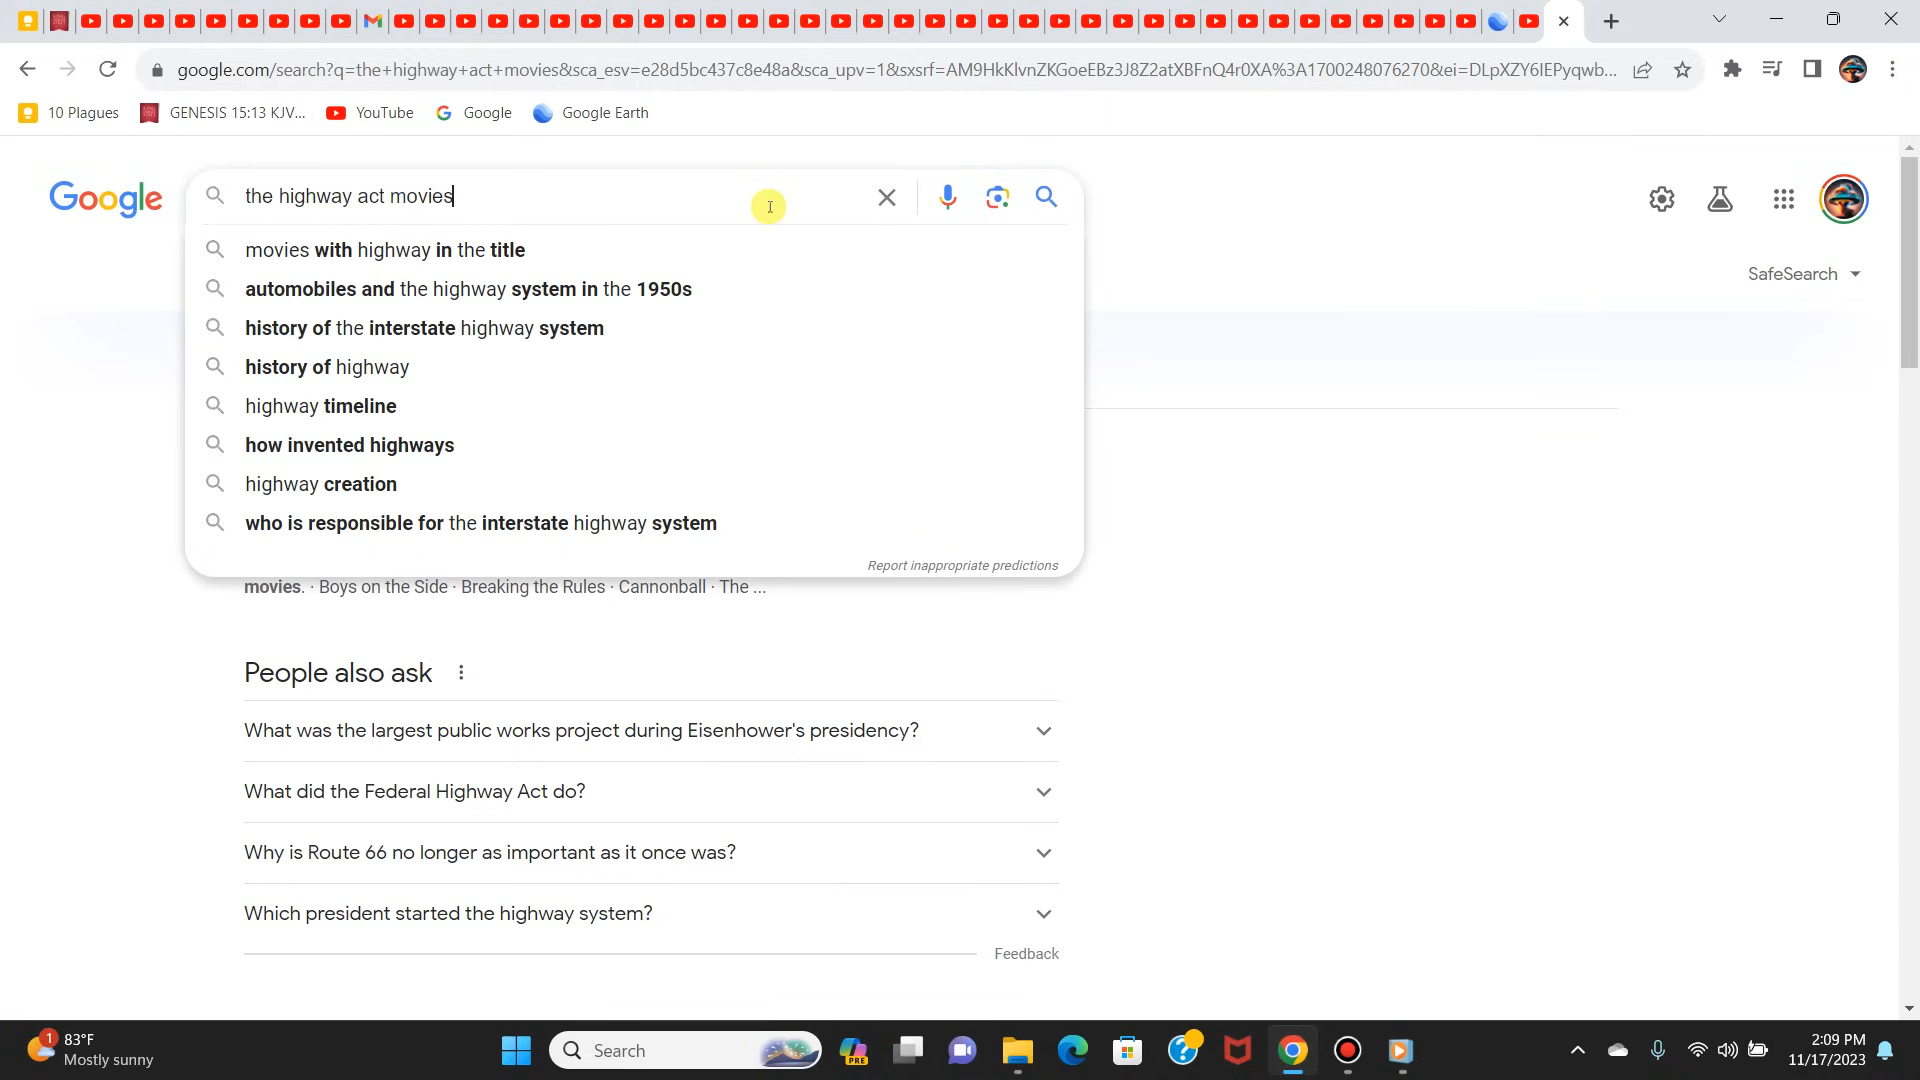 google.com/search?q=the+highway+act+movies&sca_esv=e28d5bc437c8e48a&sca_upv=1&sxsrf=AM9HkKlvnZKGoeEBz3J8Z2atXBFnQ4r0XA%3A1700248076270&ei=DLpXZY6IEPyqwb...
10 Plagues
GENESIS 15:13 KJV...
YouTube
Google
Google Earth
Google
the highway act movies
SafeSearch
movies with highway in the title
automobiles and the highway system in the 1950s
history of the interstate highway system
history of highway
highway timeline
how invented highways
highway creation
who is responsible for the interstate highway system
Report inappropriate predictions
movies. · Boys on the Side · Breaking the Rules · Cannonball · The ...
People also ask
What was the largest public works project during Eisenhower's presidency?
What did the Federal Highway Act do?
Why is Route 66 no longer as important as it once was?
Which president started the highway system?
Feedback
1
83°F
Mostly sunny
Search
PRE
2:09 PM
11/17/2023